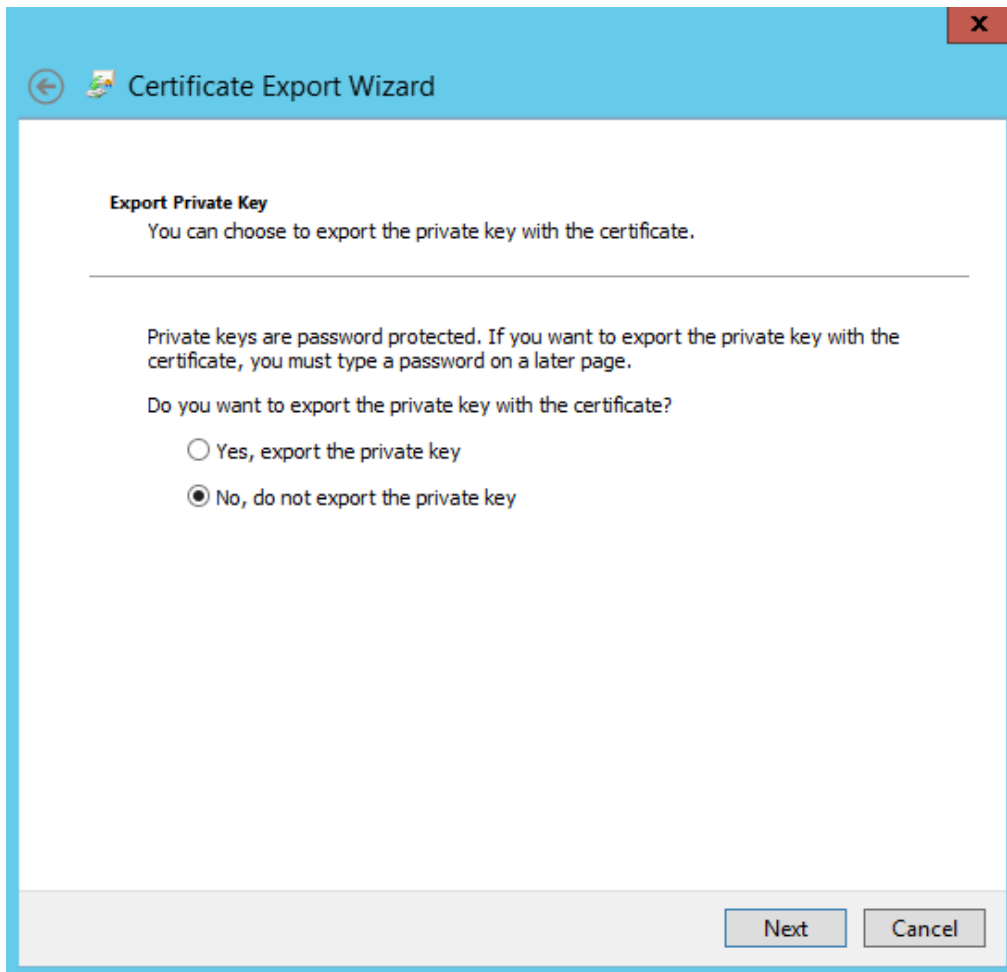 X
Certificate Export Wizard
Export Private Key
You can choose to export the private key with the certificate.
Private keys are password protected. If you want to export the private key with the
certificate, you must type a password on a later page.
Do you want to export the private key with the certificate?
Yes, export the private key
No, do not export the private key
Next Cancel